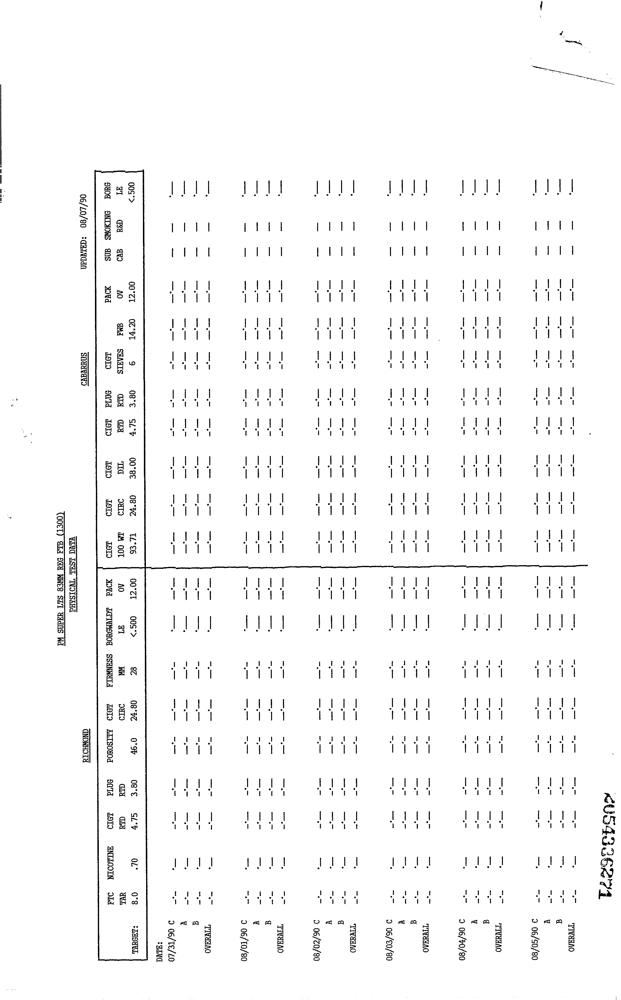 PM SUPER LTS 83MM REG FTB (1300)
PHYSICAL TEST DATA
RICHMOND CABARRUS UPDATED: 08/07/90
FTC NICOTINE CIGT PLUG POROSITY CIGT FIRMNESS BORGWALDT PACK CIGT CIGT CIGT CIGT PLUG CIGT PWB PACK SUB SMOKING BORG
TAR RTD RTD CIRC MM LE OV 100 WT CIRC DIL RTD RTD SIEVES OV CAB R&D LE
TARGET: 8.0 .70 4.75 3.80 46.0 24.80 28 <.500 12.00 93.71 24.80 38.00 4.75 3.80 6 14.20 12.00 <.500
DATE:
07/31/90 C
A
B
OVERALL
08/01/90 C
A
B
OVERALL
08/02/90 C
A
B
OVERALL
08/03/90 C
A
B
OVERALL
08/04/90 C
A
B
OVERALL
08/05/90 C
A
B
OVERALL
2054336271